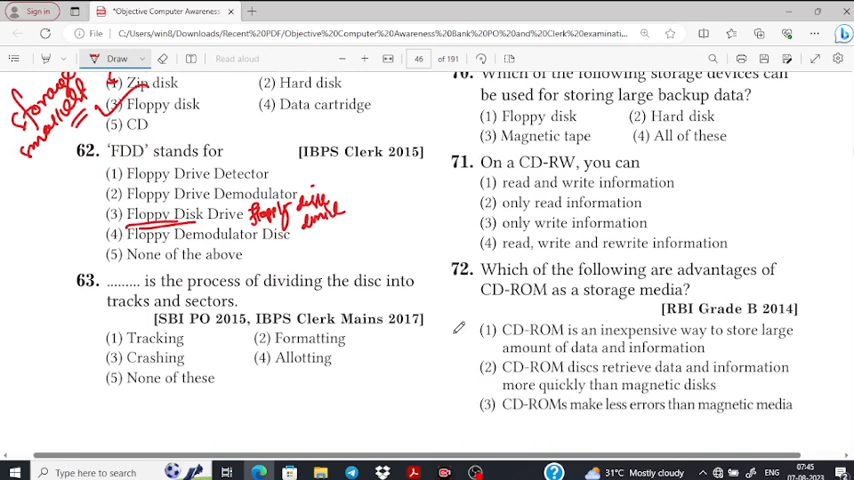 Sign in
*Objective Computer Awareness
C:/Users/win8/Downloads/Recent%20PDF/Objective%20Computer%20Awareness%20Bank%20PO%20and%20Clerk%20examinati...
Draw
Read aloud
46 of 191
storage
smallest
(1) Zip disk (2) Hard disk
(3) Floppy disk (4) Data cartridge
(5) CD
62. 'FDD' stands for [IBPS Clerk 2015]
(1) Floppy Drive Detector
(2) Floppy Drive Demodulator
(3) Floppy Disk Drive
floppy disk
drive
(4) Floppy Demodulator Disc
(5) None of the above
63. ......... is the process of dividing the disc into
tracks and sectors.
[SBI PO 2015, IBPS Clerk Mains 2017]
(1) Tracking (2) Formatting
(3) Crashing (4) Allotting
(5) None of these
70. Which of the following storage devices can
be used for storing large backup data?
(1) Floppy disk (2) Hard disk
(3) Magnetic tape (4) All of these
71. On a CD-RW, you can
(1) read and write information
(2) only read information
(3) only write information
(4) read, write and rewrite information
72. Which of the following are advantages of
CD-ROM as a storage media?
[RBI Grade B 2014]
(1) CD-ROM is an inexpensive way to store large
amount of data and information
(2) CD-ROM discs retrieve data and information
more quickly than magnetic disks
(3) CD-ROMs make less errors than magnetic media
Type here to search
31°C Mostly cloudy
ENG
07:45
07-08-2023